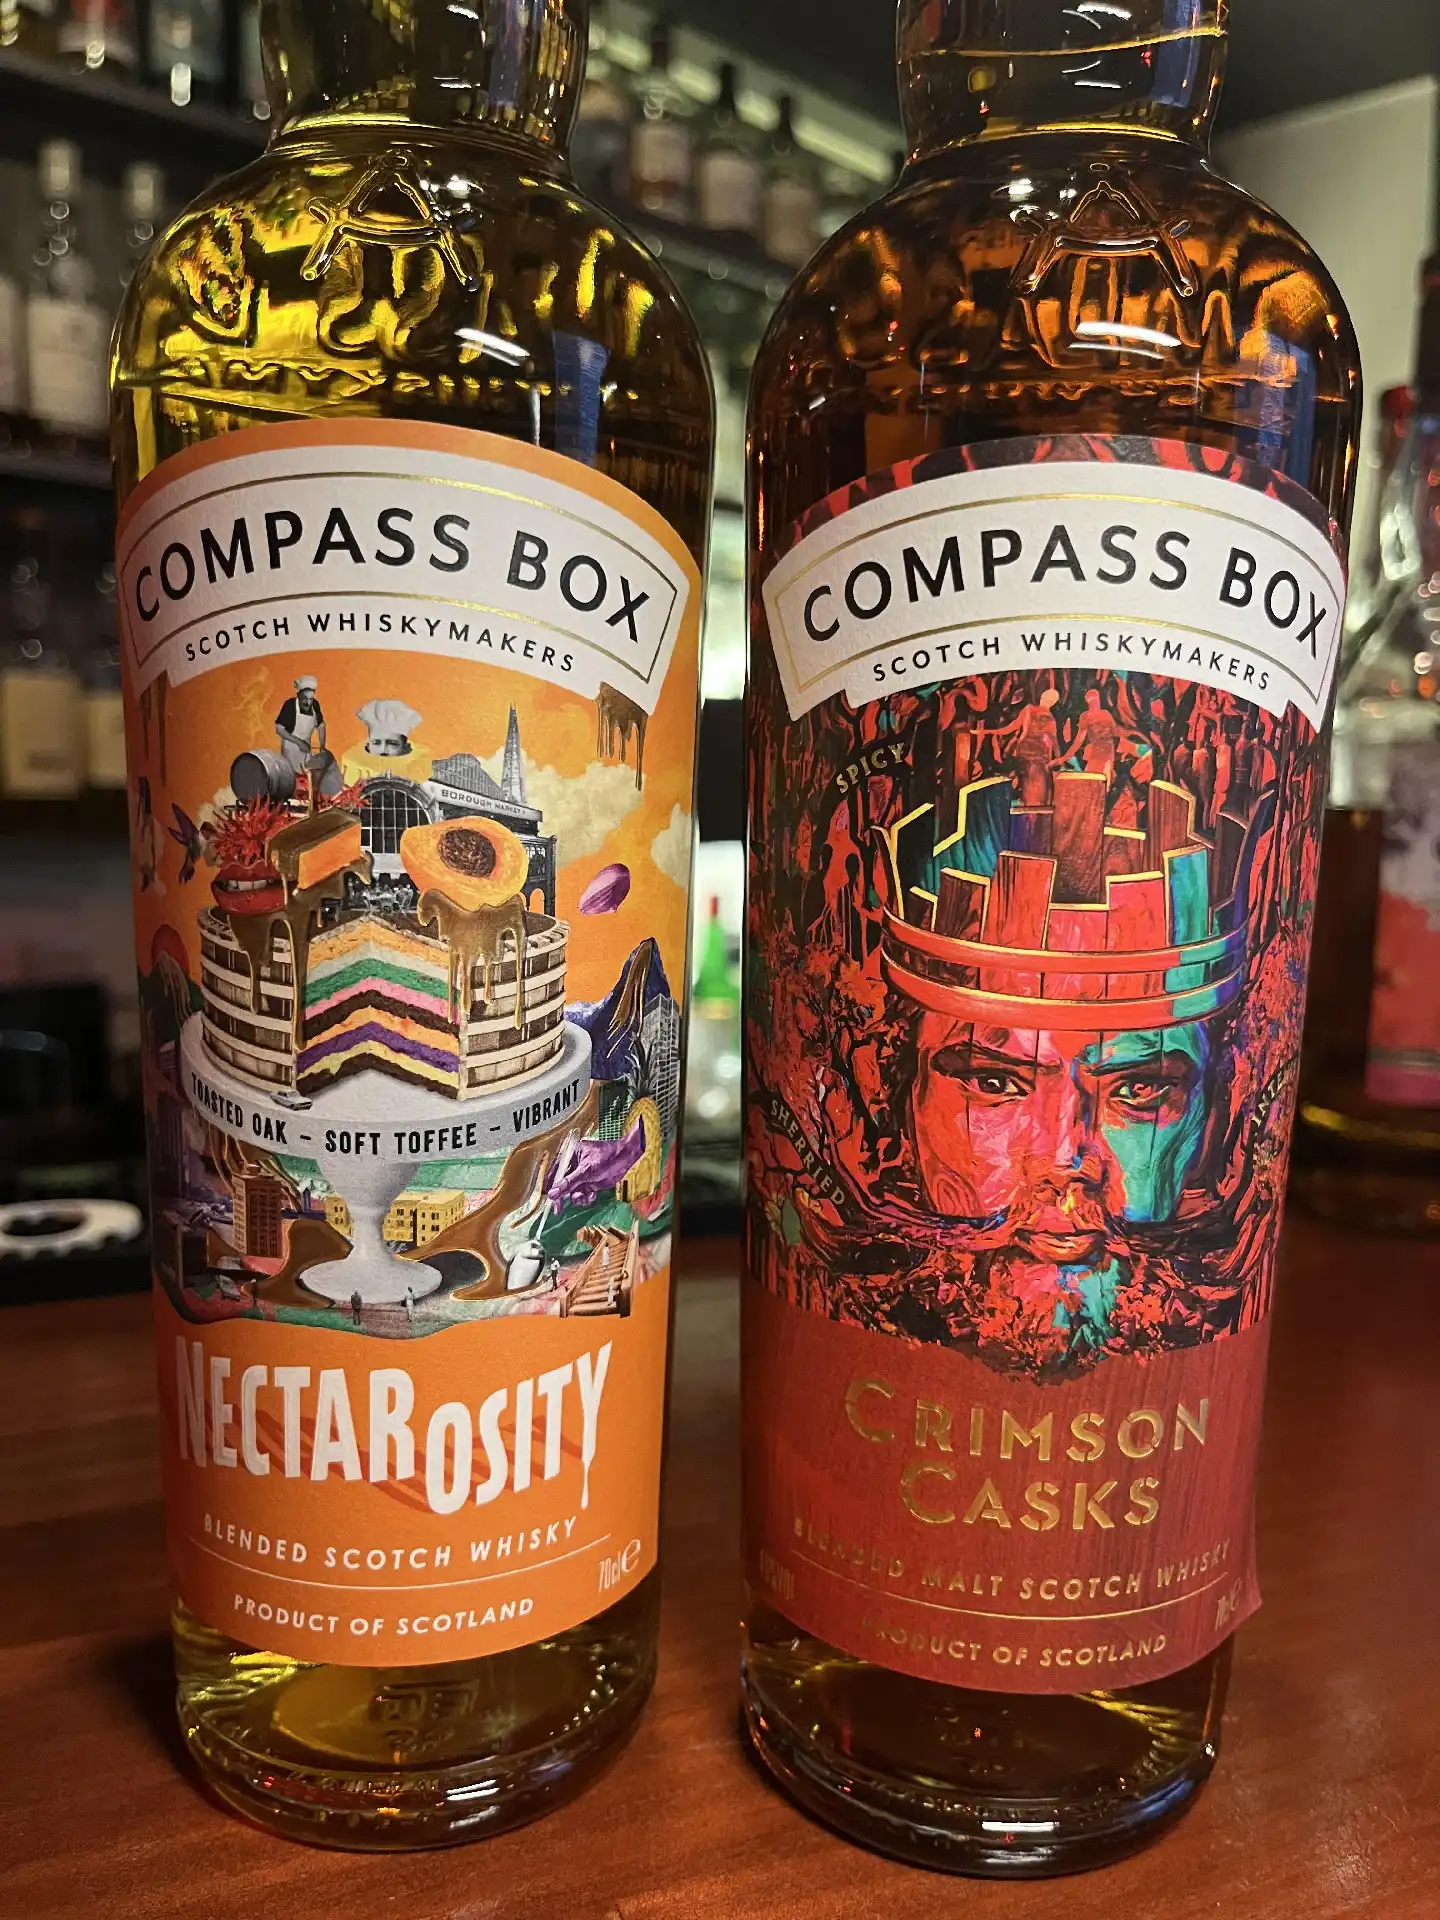 COMPASS BOX
SCOTCH WHISKYMAKERS
BOROUGH MARKET
TOASTED OAK – SOFT TOFFEE – VIBRANT
NECTAROSITY
BLENDED SCOTCH WHISKY
70cl e
PRODUCT OF SCOTLAND
COMPASS BOX
SCOTCH WHISKYMAKERS
SPICY
SHERRIED
CRIMSON
CASKS
BLENDED MALT SCOTCH WHISKY
70cl e
PRODUCT OF SCOTLAND